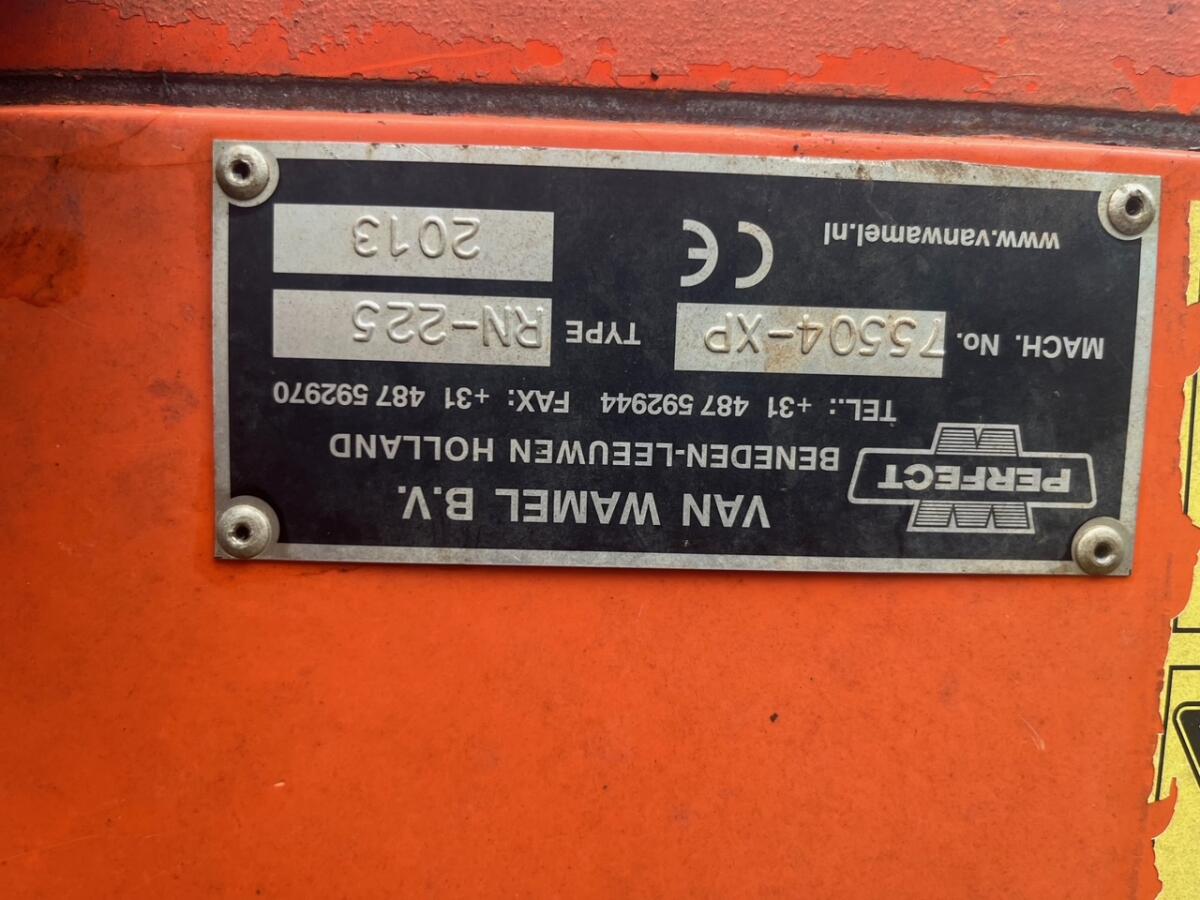 VAN WAMEL B.V.
PERFECT
BENEDEN-LEEUWEN HOLLAND
TEL.: +31 487 592944 FAX: +31 487 592970
MACH. No. 75504-XP TYPE RN-225
www.vanwamel.nl CE 2013